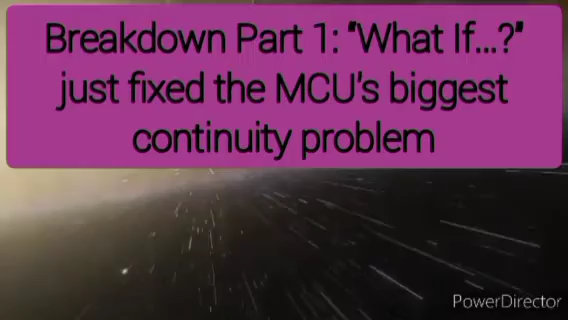 Breakdown Part 1: "What If...?"
just fixed the MCU's biggest
continuity problem
PowerDirector